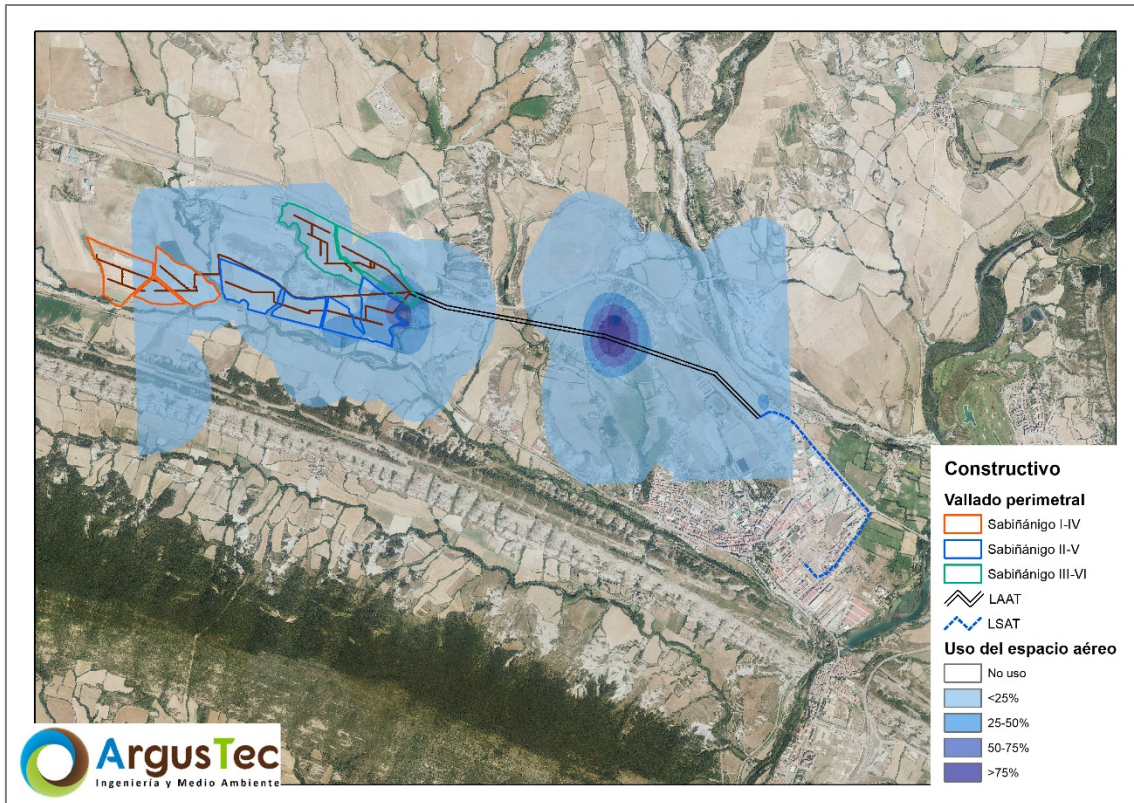 Constructivo
Vallado perimetral
Sabiñánigo I-IV
Sabiñánigo II-V
Sabiñánigo III-VI
LAAT
LSAT
Uso del espacio aéreo
No uso
<25%
25-50%
50-75%
>75%
ArgusTec
Ingeniería y Medio Ambiente